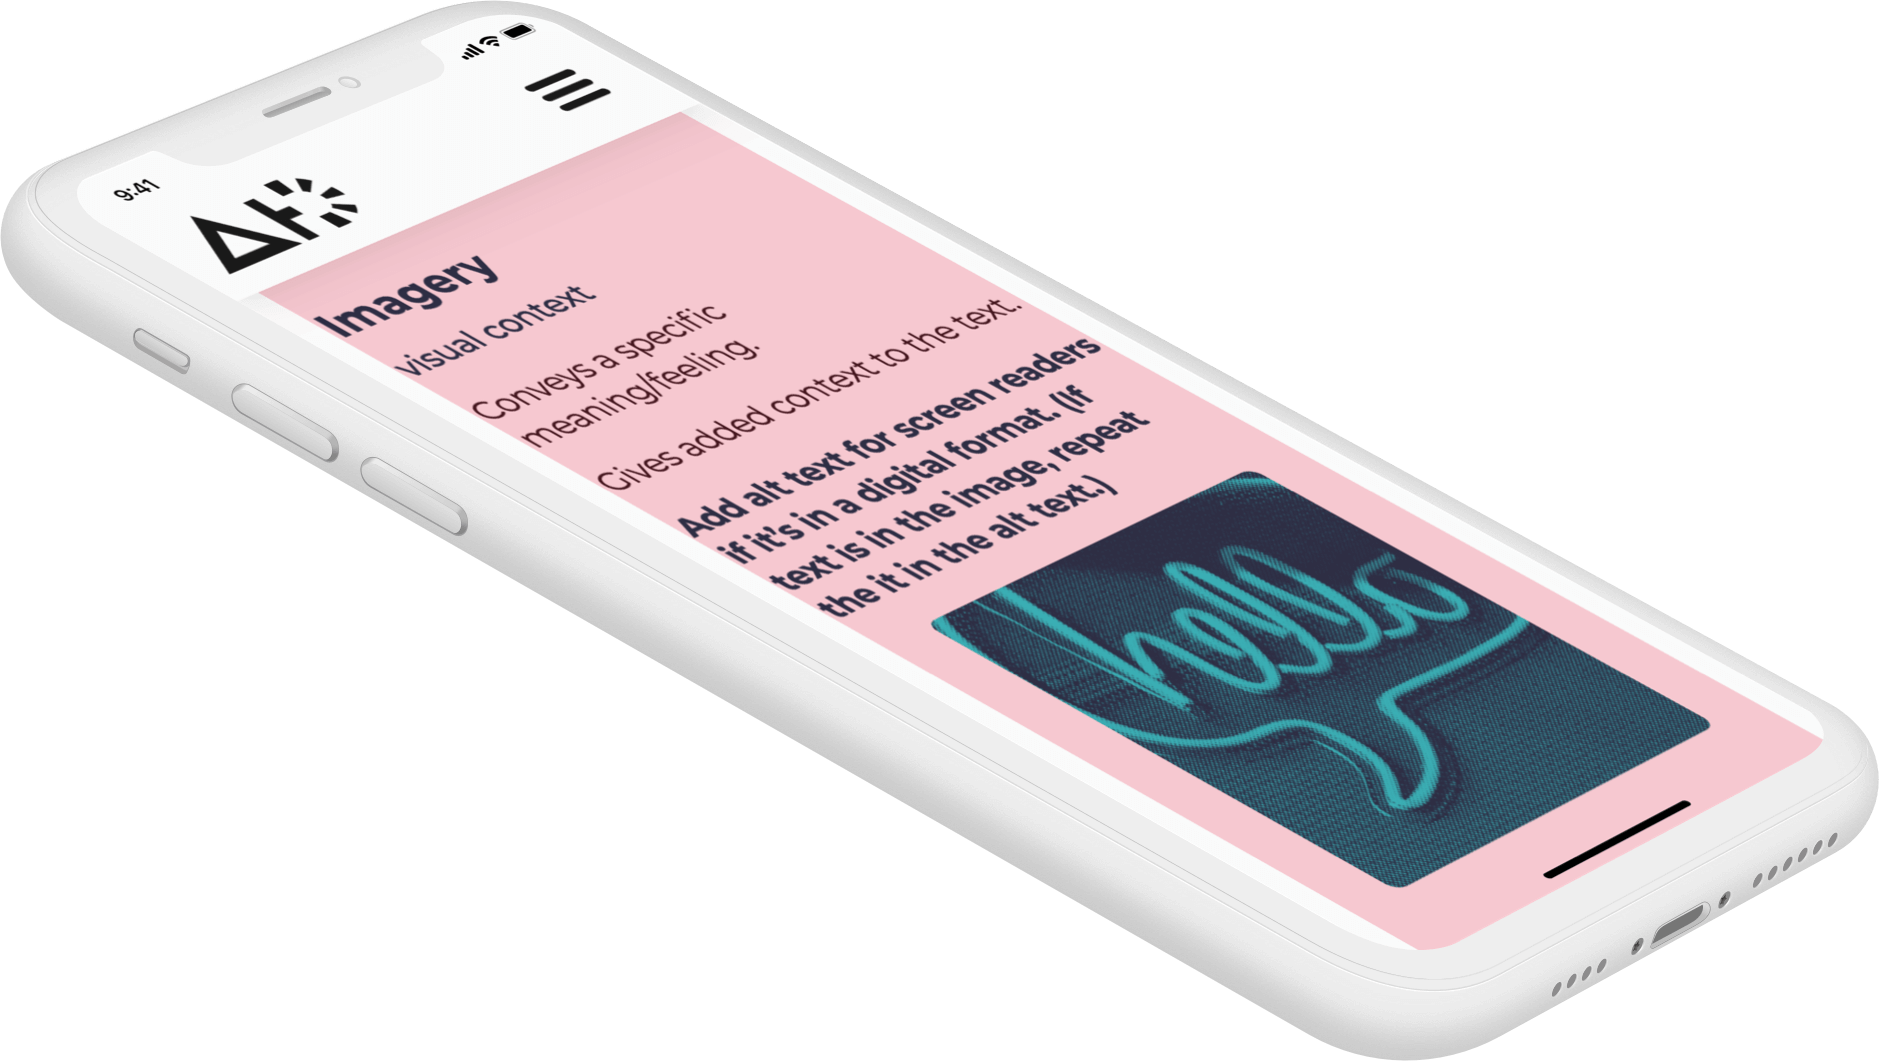 9:41
Imagery
visual context
Conveys a specific
meaning/feeling.
Gives added context to the text.
Add alt text for screen readers
if it's in a digital format. (If
text is in the image, repeat
the it in the alt text.)
hello